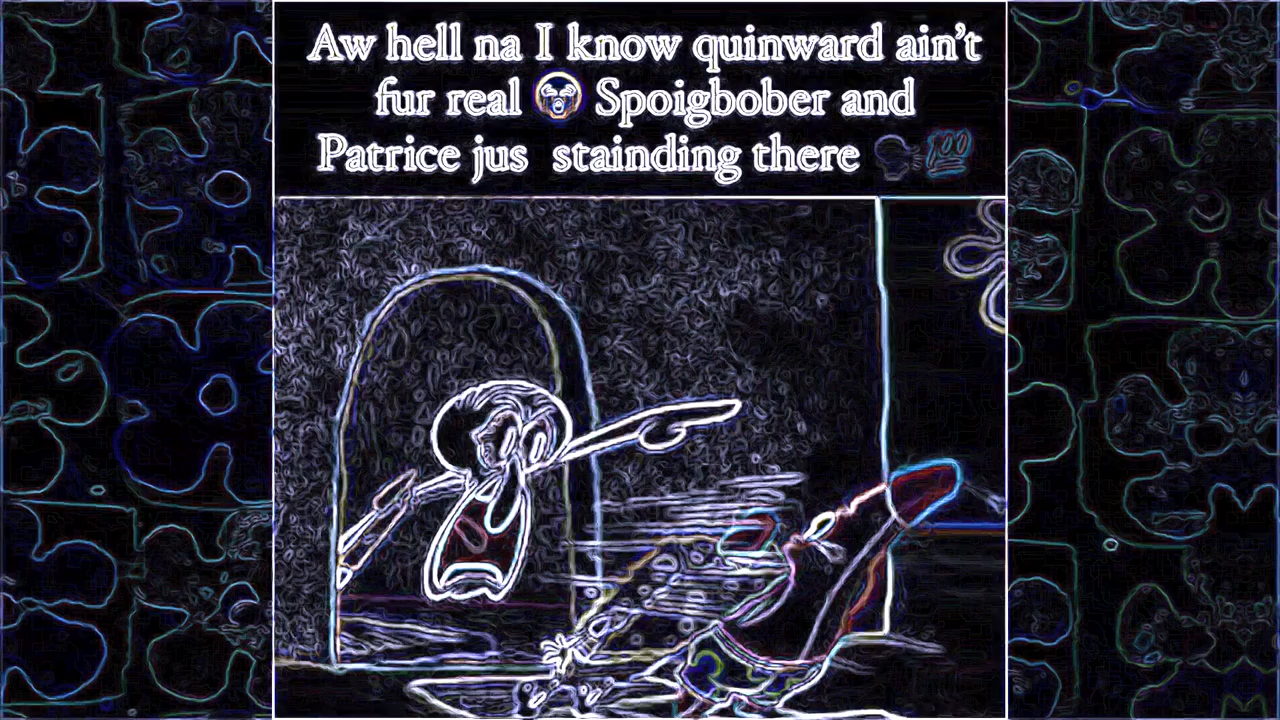 Aw hell na I know quinward ain't
fur real 😭 Spoigbober and
Patrice jus stainding there 🗣💯